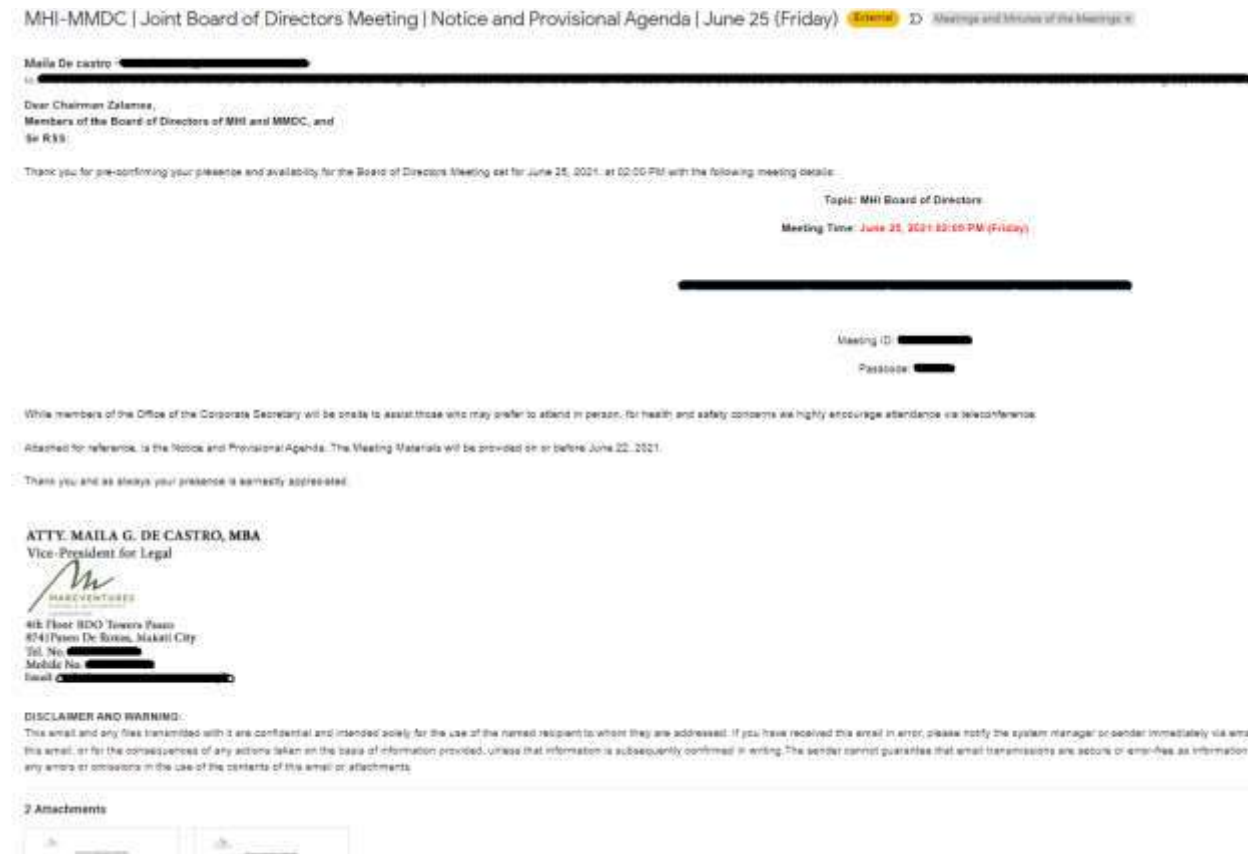 MHI-MMDC | Joint Board of Directors Meeting | Notice and Provisional Agenda | June 25 (Friday) External Meetings and Minutes of the Meetings x
Maila De castro
to
Dear Chairman Zalamea,
Members of the Board of Directors of MHI and MMDC, and
Sir RSS:
Thank you for pre-confirming your presence and availability for the Board of Directors Meeting set for June 25, 2021, at 02:00 PM with the following meeting details:
Topic: MHI Board of Directors
Meeting Time: June 25, 2021 02:00 PM (Friday)
Meeting ID:
Passcode:
While members of the Office of the Corporate Secretary will be onsite to assist those who may prefer to attend in person, for health and safety concerns we highly encourage attendance via teleconference.
Attached for reference, is the Notice and Provisional Agenda. The Meeting Materials will be provided on or before June 22, 2021.
Thank you and as always your presence is earnestly appreciated.
ATTY. MAILA G. DE CASTRO, MBA
Vice-President for Legal
MAREVENTURES
4th Floor BDO Towers Paseo
8741 Paseo De Roxas, Makati City
Tel. No.
Mobile No.
Email
DISCLAIMER AND WARNING:
This email and any files transmitted with it are confidential and intended solely for the use of the named recipient to whom they are addressed. If you have received this email in error, please notify the system manager or sender immediately via ema
this email, or for the consequences of any actions taken on the basis of information provided, unless that information is subsequently confirmed in writing. The sender cannot guarantee that email transmissions are secure or error-free as information
any errors or omissions in the use of the contents of this email or attachments.
2 Attachments